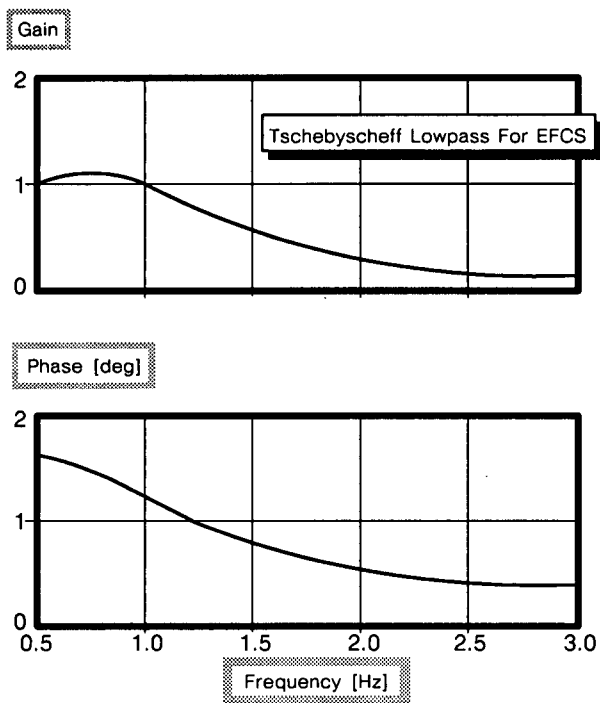 Gain
2
Tschebyscheff Lowpass For EFCS
1
0
Phase [deg]
2
1
0
0.5 1.0 1.5 2.0 2.5 3.0
Frequency [Hz]